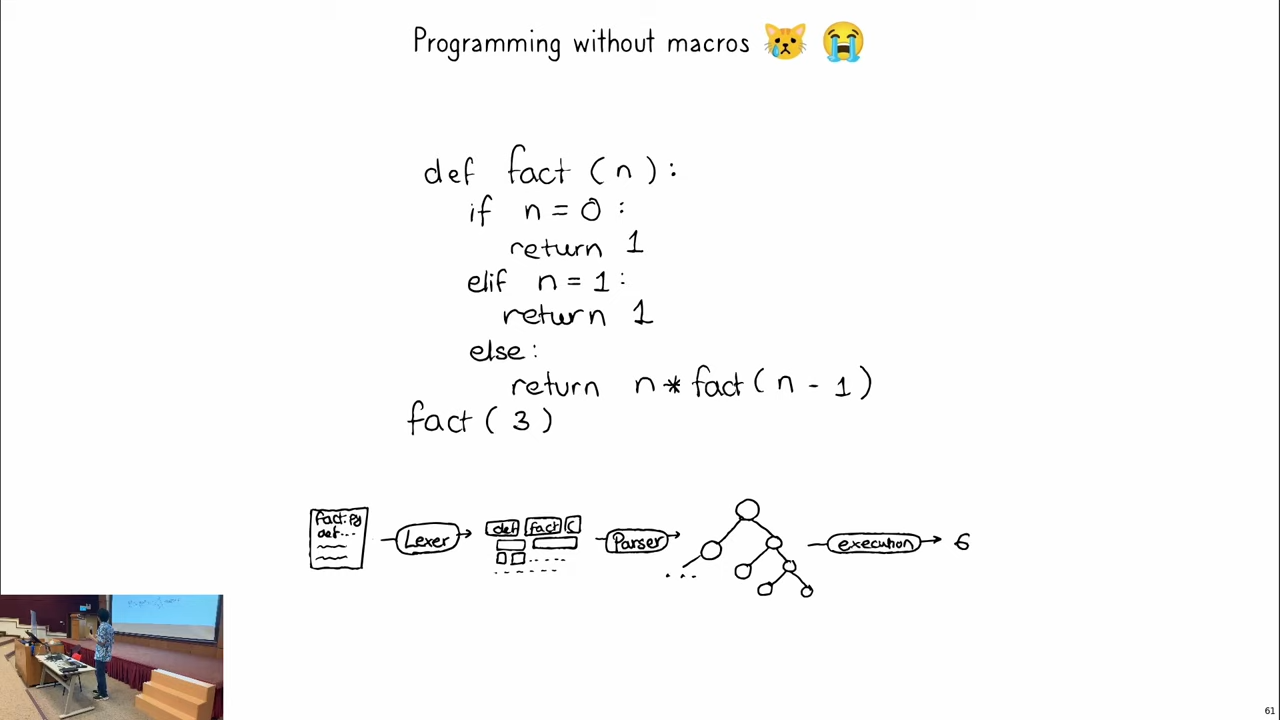 Programming without macros 😿 😭
def fact (n):
if n = 0 :
return 1
elif n = 1 :
return 1
else :
return n * fact ( n - 1 )
fact ( 3 )
fact.py
def...
Lexer
def fact (
Parser
...
execution
6
61